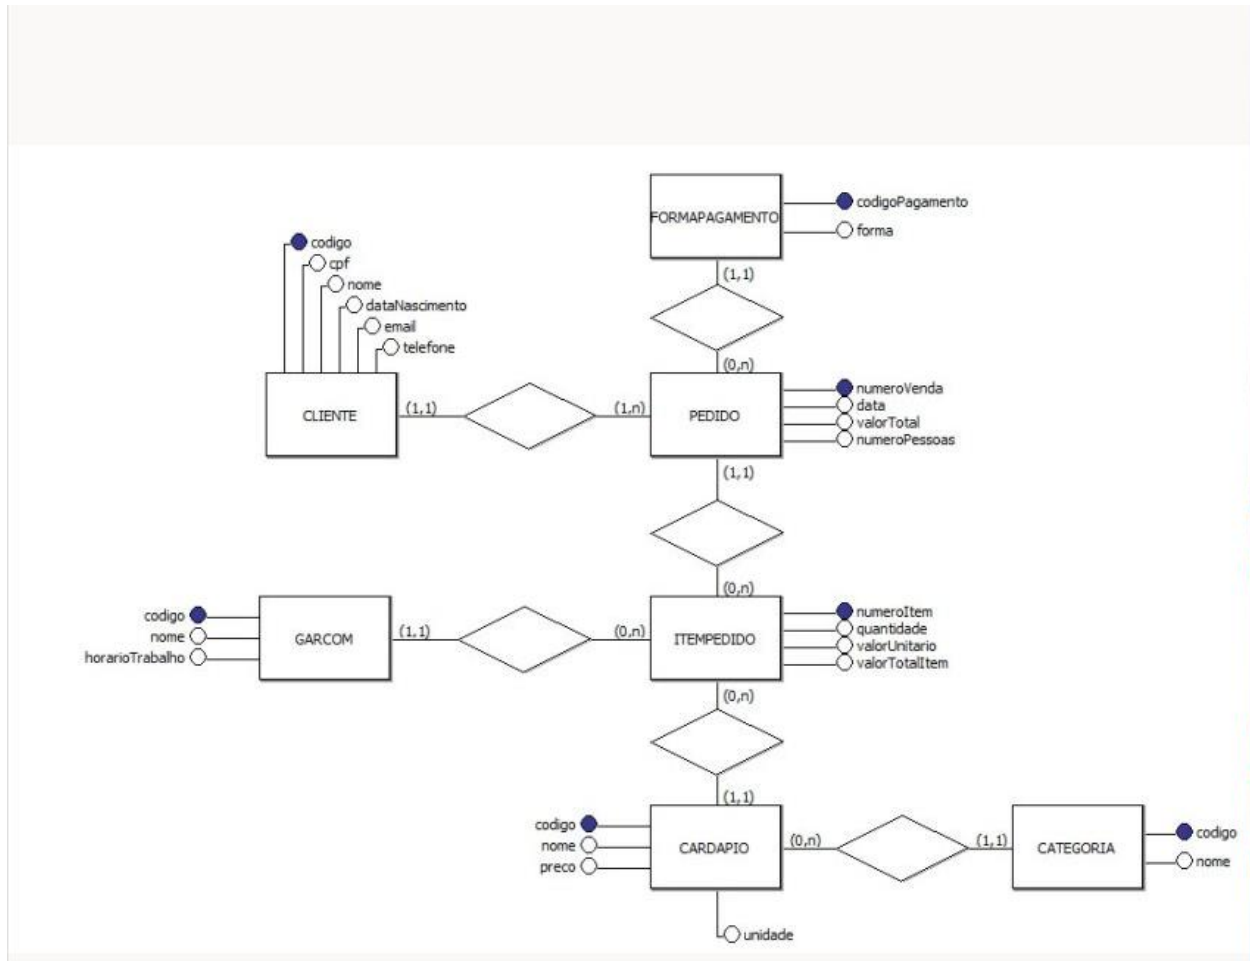 FORMAPAGAMENTO
codigoPagamento
forma
(1,1)
codigo
cpf
nome
dataNascimento
email
telefone
(0,n)
CLIENTE
(1,1)
(1,n)
PEDIDO
numeroVenda
data
valorTotal
numeroPessoas
(1,1)
(0,n)
codigo
nome
horarioTrabalho
GARCOM
(1,1)
(0,n)
ITEMPEDIDO
numeroItem
quantidade
valorUnitario
valorTotalItem
(0,n)
(1,1)
codigo
nome
preco
CARDAPIO
(0,n)
(1,1)
CATEGORIA
codigo
nome
unidade